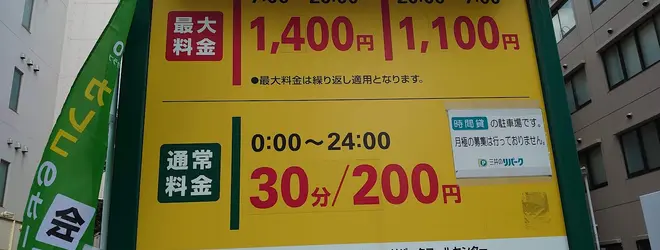 最大
料金
1,400円
1,100円
●最大料金は繰り返し適用となります。
通常
料金
0:00～24:00
30分/200円
時間貸の駐車場です。
月極の募集は行っておりません。
P 三井のリパーク
会